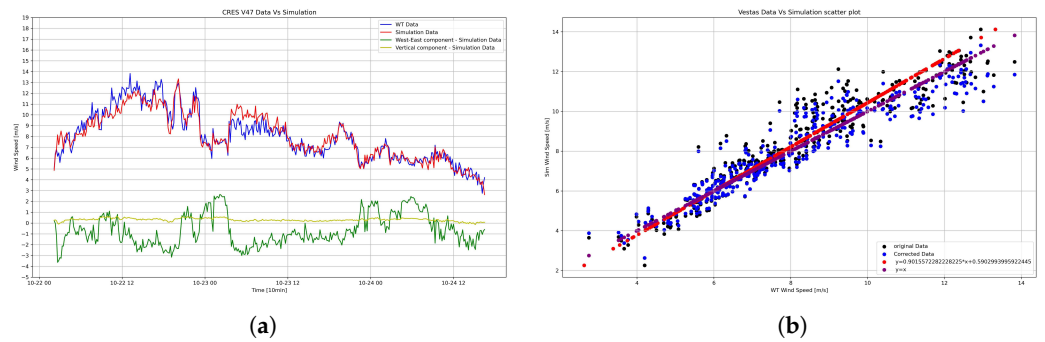 CRES V47 Data Vs Simulation
WT Data
Simulation Data
West-East component - Simulation Data
Vertical component - Simulation Data
Wind Speed [m/s]
19
18
17
16
15
14
13
12
11
10
9
8
7
6
5
4
3
2
1
0
−1
−2
−3
−4
−5
10-22 00
10-22 12
10-23 00
10-23 12
10-24 00
10-24 12
Time [10min]
(a)
Vestas Data Vs Simulation scatter plot
Sim Wind Speed [m/s]
14
12
10
8
6
4
2
original Data
Corrected Data
y=0.9015572282228225*x+0.5902993995922445
y=x
4
6
8
10
12
14
WT Wind Speed [m/s]
(b)